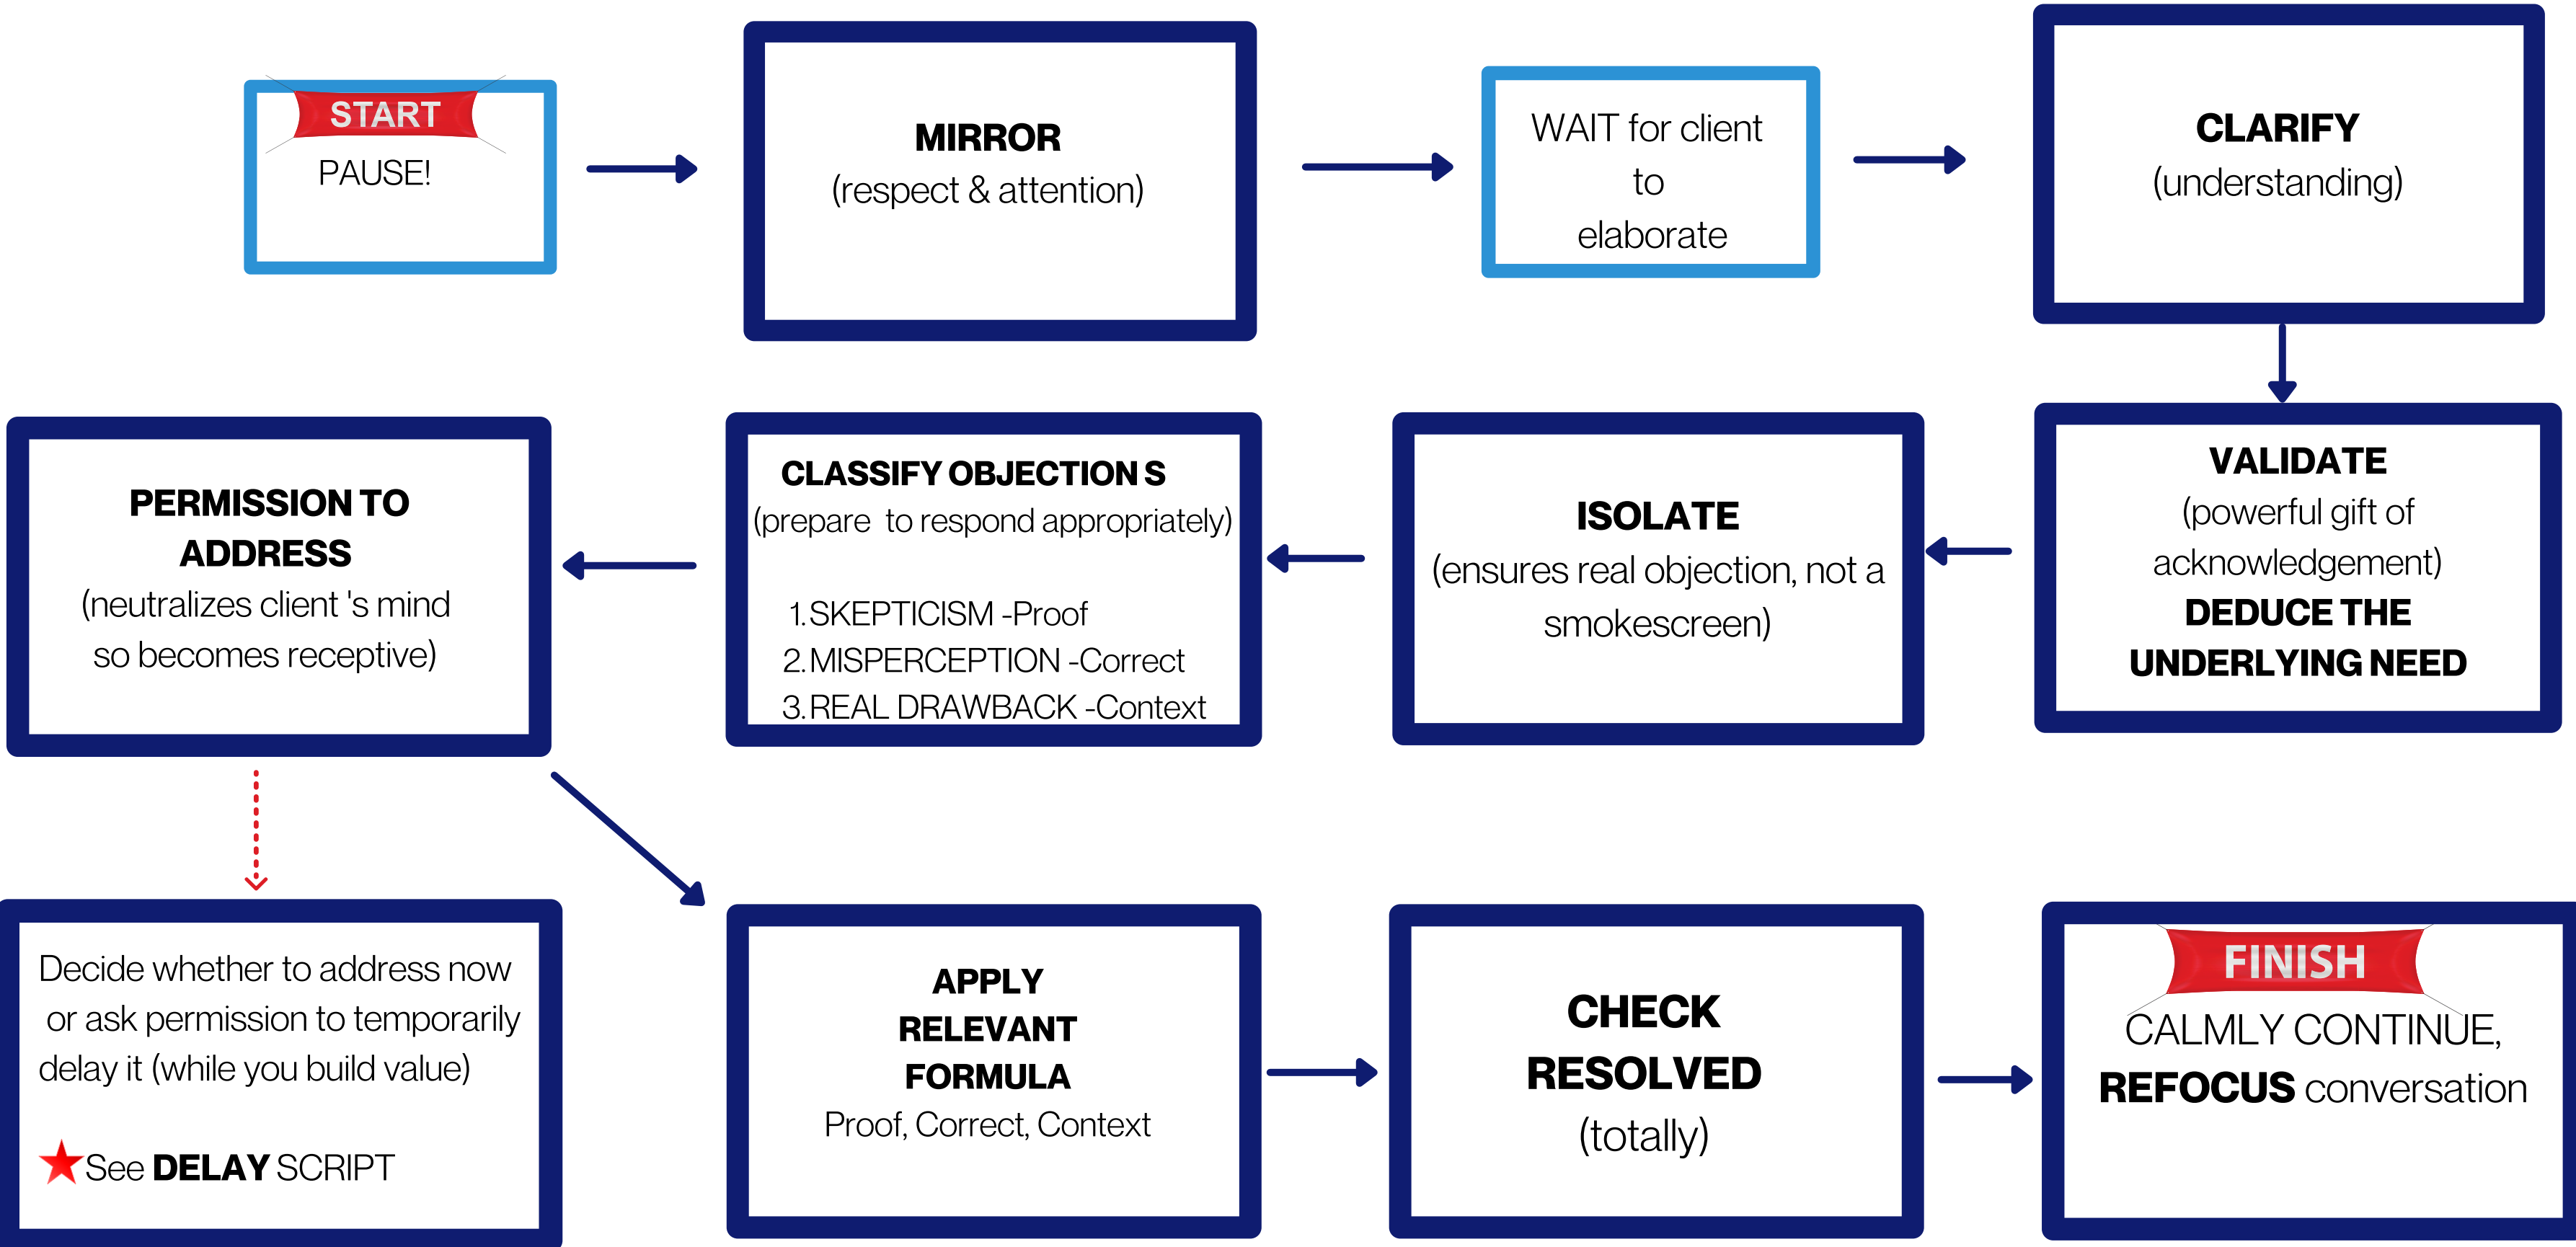 START
PAUSE!
MIRROR
(respect & attention)
WAIT for client
to
elaborate
CLARIFY
(understanding)
VALIDATE
(powerful gift of
acknowledgement)
DEDUCE THE
UNDERLYING NEED
ISOLATE
(ensures real objection, not a
smokescreen)
CLASSIFY OBJECTION S
(prepare  to respond appropriately)
1. SKEPTICISM -Proof
2. MISPERCEPTION -Correct
3. REAL DRAWBACK -Context
PERMISSION TO
ADDRESS
(neutralizes client 's mind
so becomes receptive)
Decide whether to address now
or ask permission to temporarily
delay it (while you build value)
See DELAY SCRIPT
APPLY
RELEVANT
FORMULA
Proof, Correct, Context
CHECK
RESOLVED
(totally)
FINISH
CALMLY CONTINUE,
REFOCUS conversation